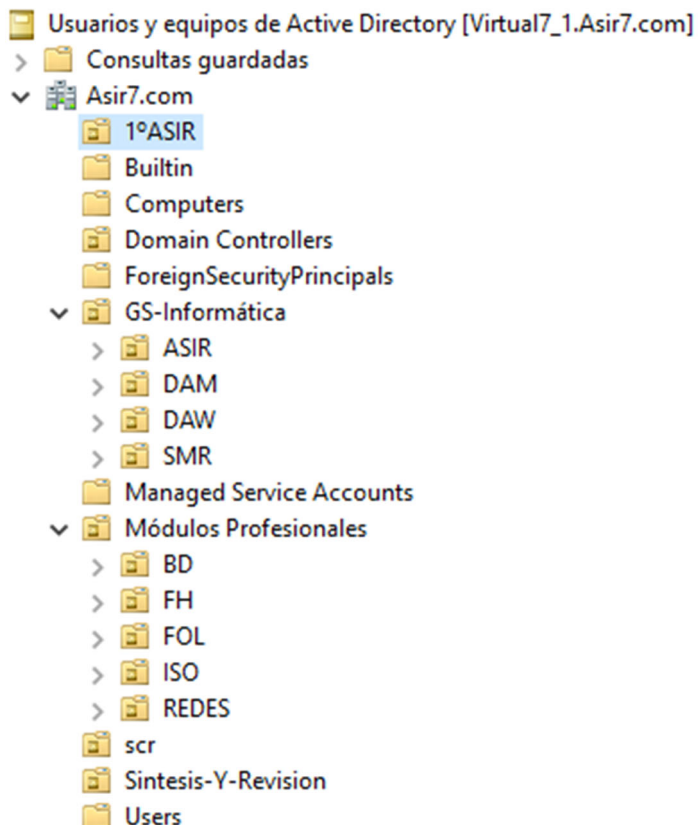 Usuarios y equipos de Active Directory [Virtual7_1.Asir7.com]
Consultas guardadas
Asir7.com
1ºASIR
Builtin
Computers
Domain Controllers
ForeignSecurityPrincipals
GS-Informática
ASIR
DAM
DAW
SMR
Managed Service Accounts
Módulos Profesionales
BD
FH
FOL
ISO
REDES
scr
Sintesis-Y-Revision
Users